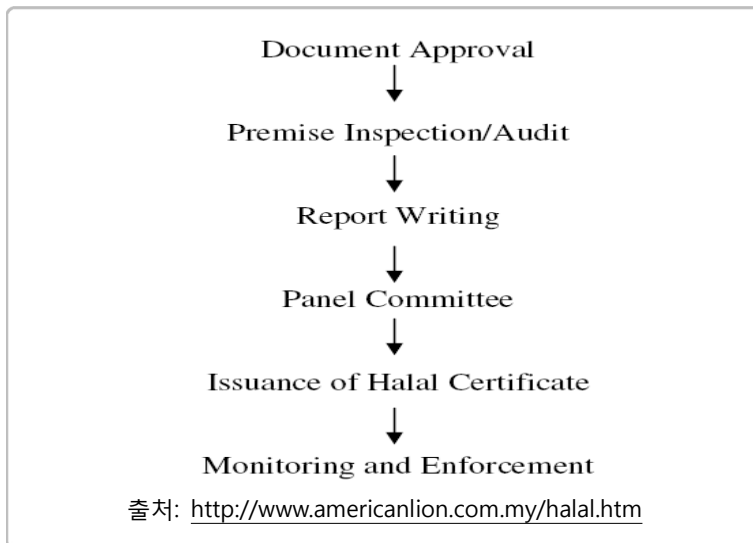 Document Approval
Premise Inspection/Audit
Report Writing
Panel Committee
Issuance of Halal Certificate
Monitoring and Enforcement
출처: http://www.americanlion.com.my/halal.htm